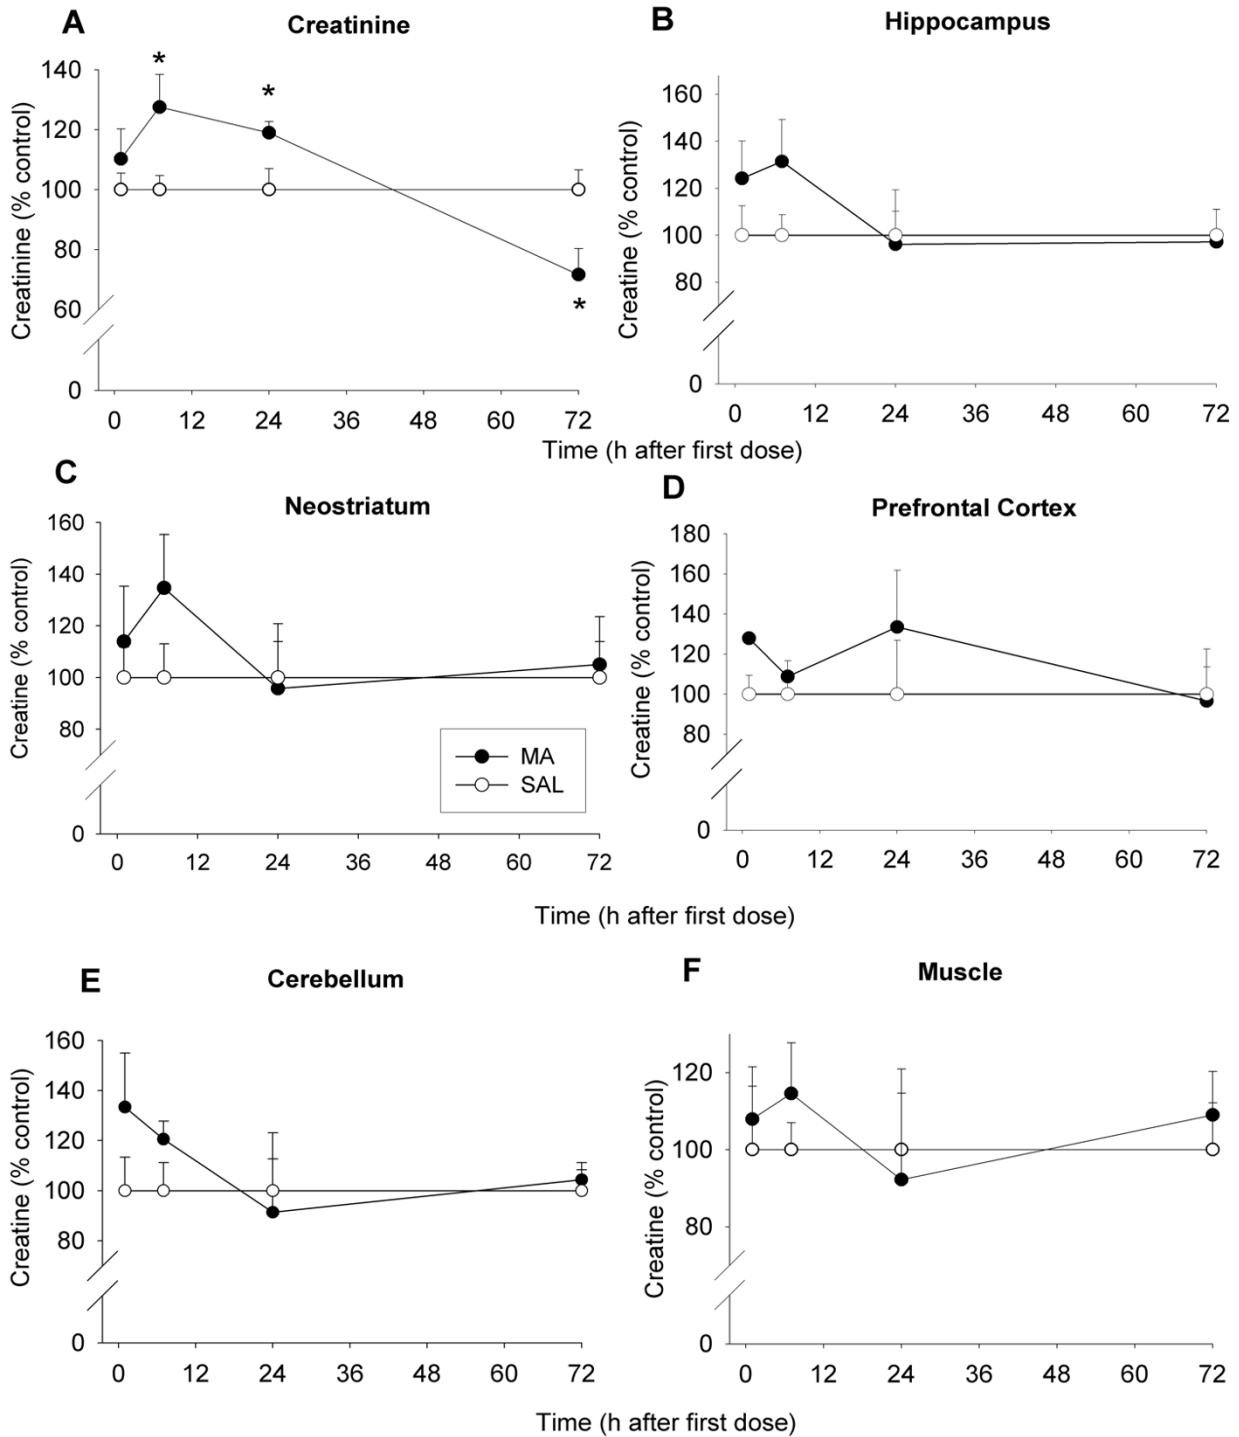 A
Creatinine
*
*
*
Creatinine (% control)
140
120
100
80
60
0
0 12 24 36 48 60 72
B
Hippocampus
Creatine (% control)
160
140
120
100
80
0
0 12 24 36 48 60 72
Time (h after first dose)
C
Neostriatum
Creatine (% control)
160
140
120
100
80
0
MA
SAL
0 12 24 36 48 60 72
D
Prefrontal Cortex
Creatine (% control)
180
160
140
120
100
80
0
0 12 24 36 48 60 72
Time (h after first dose)
E
Cerebellum
Creatine (% control)
160
140
120
100
80
0
0 12 24 36 48 60 72
F
Muscle
Creatine (% control)
120
100
80
0
0 12 24 36 48 60 72
Time (h after first dose)